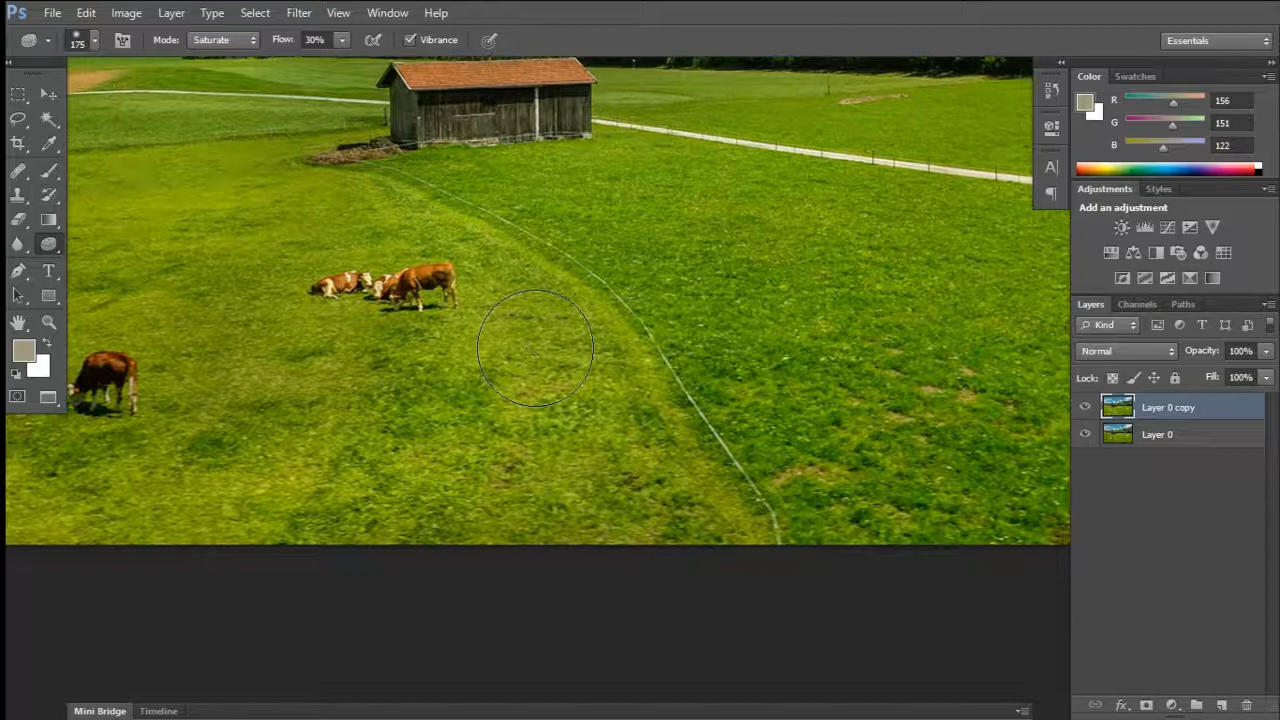 Ps File Edit Image Layer Type Select Filter View Window Help
175 Mode: Saturate Flow: 30% Vibrance Essentials
Color Swatches
R 156
G 151
B 122
Adjustments Styles
Add an adjustment
Layers Channels Paths
Kind
Normal Opacity: 100%
Lock: Fill: 100%
Layer 0 copy
Layer 0
fx
Mini Bridge Timeline